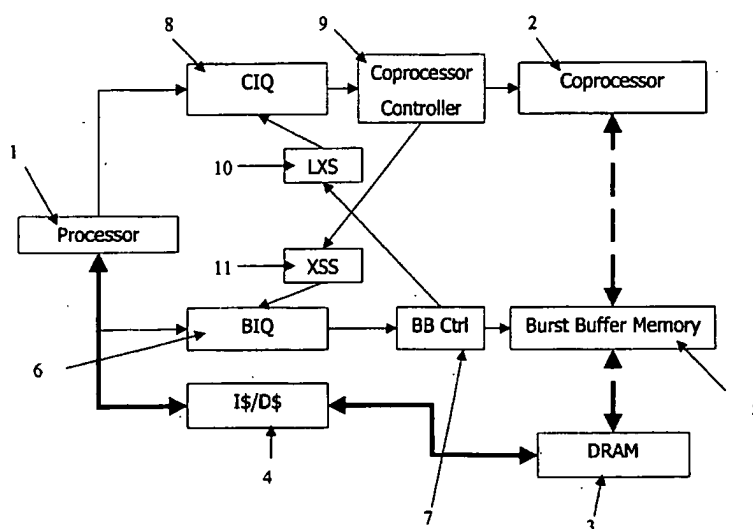 8
9
2
CIQ
Coprocessor
Controller
Coprocessor
1
10
LXS
Processor
11
XSS
6
BIQ
BB Ctrl
Burst Buffer Memory
I$/D$
4
7
DRAM
3